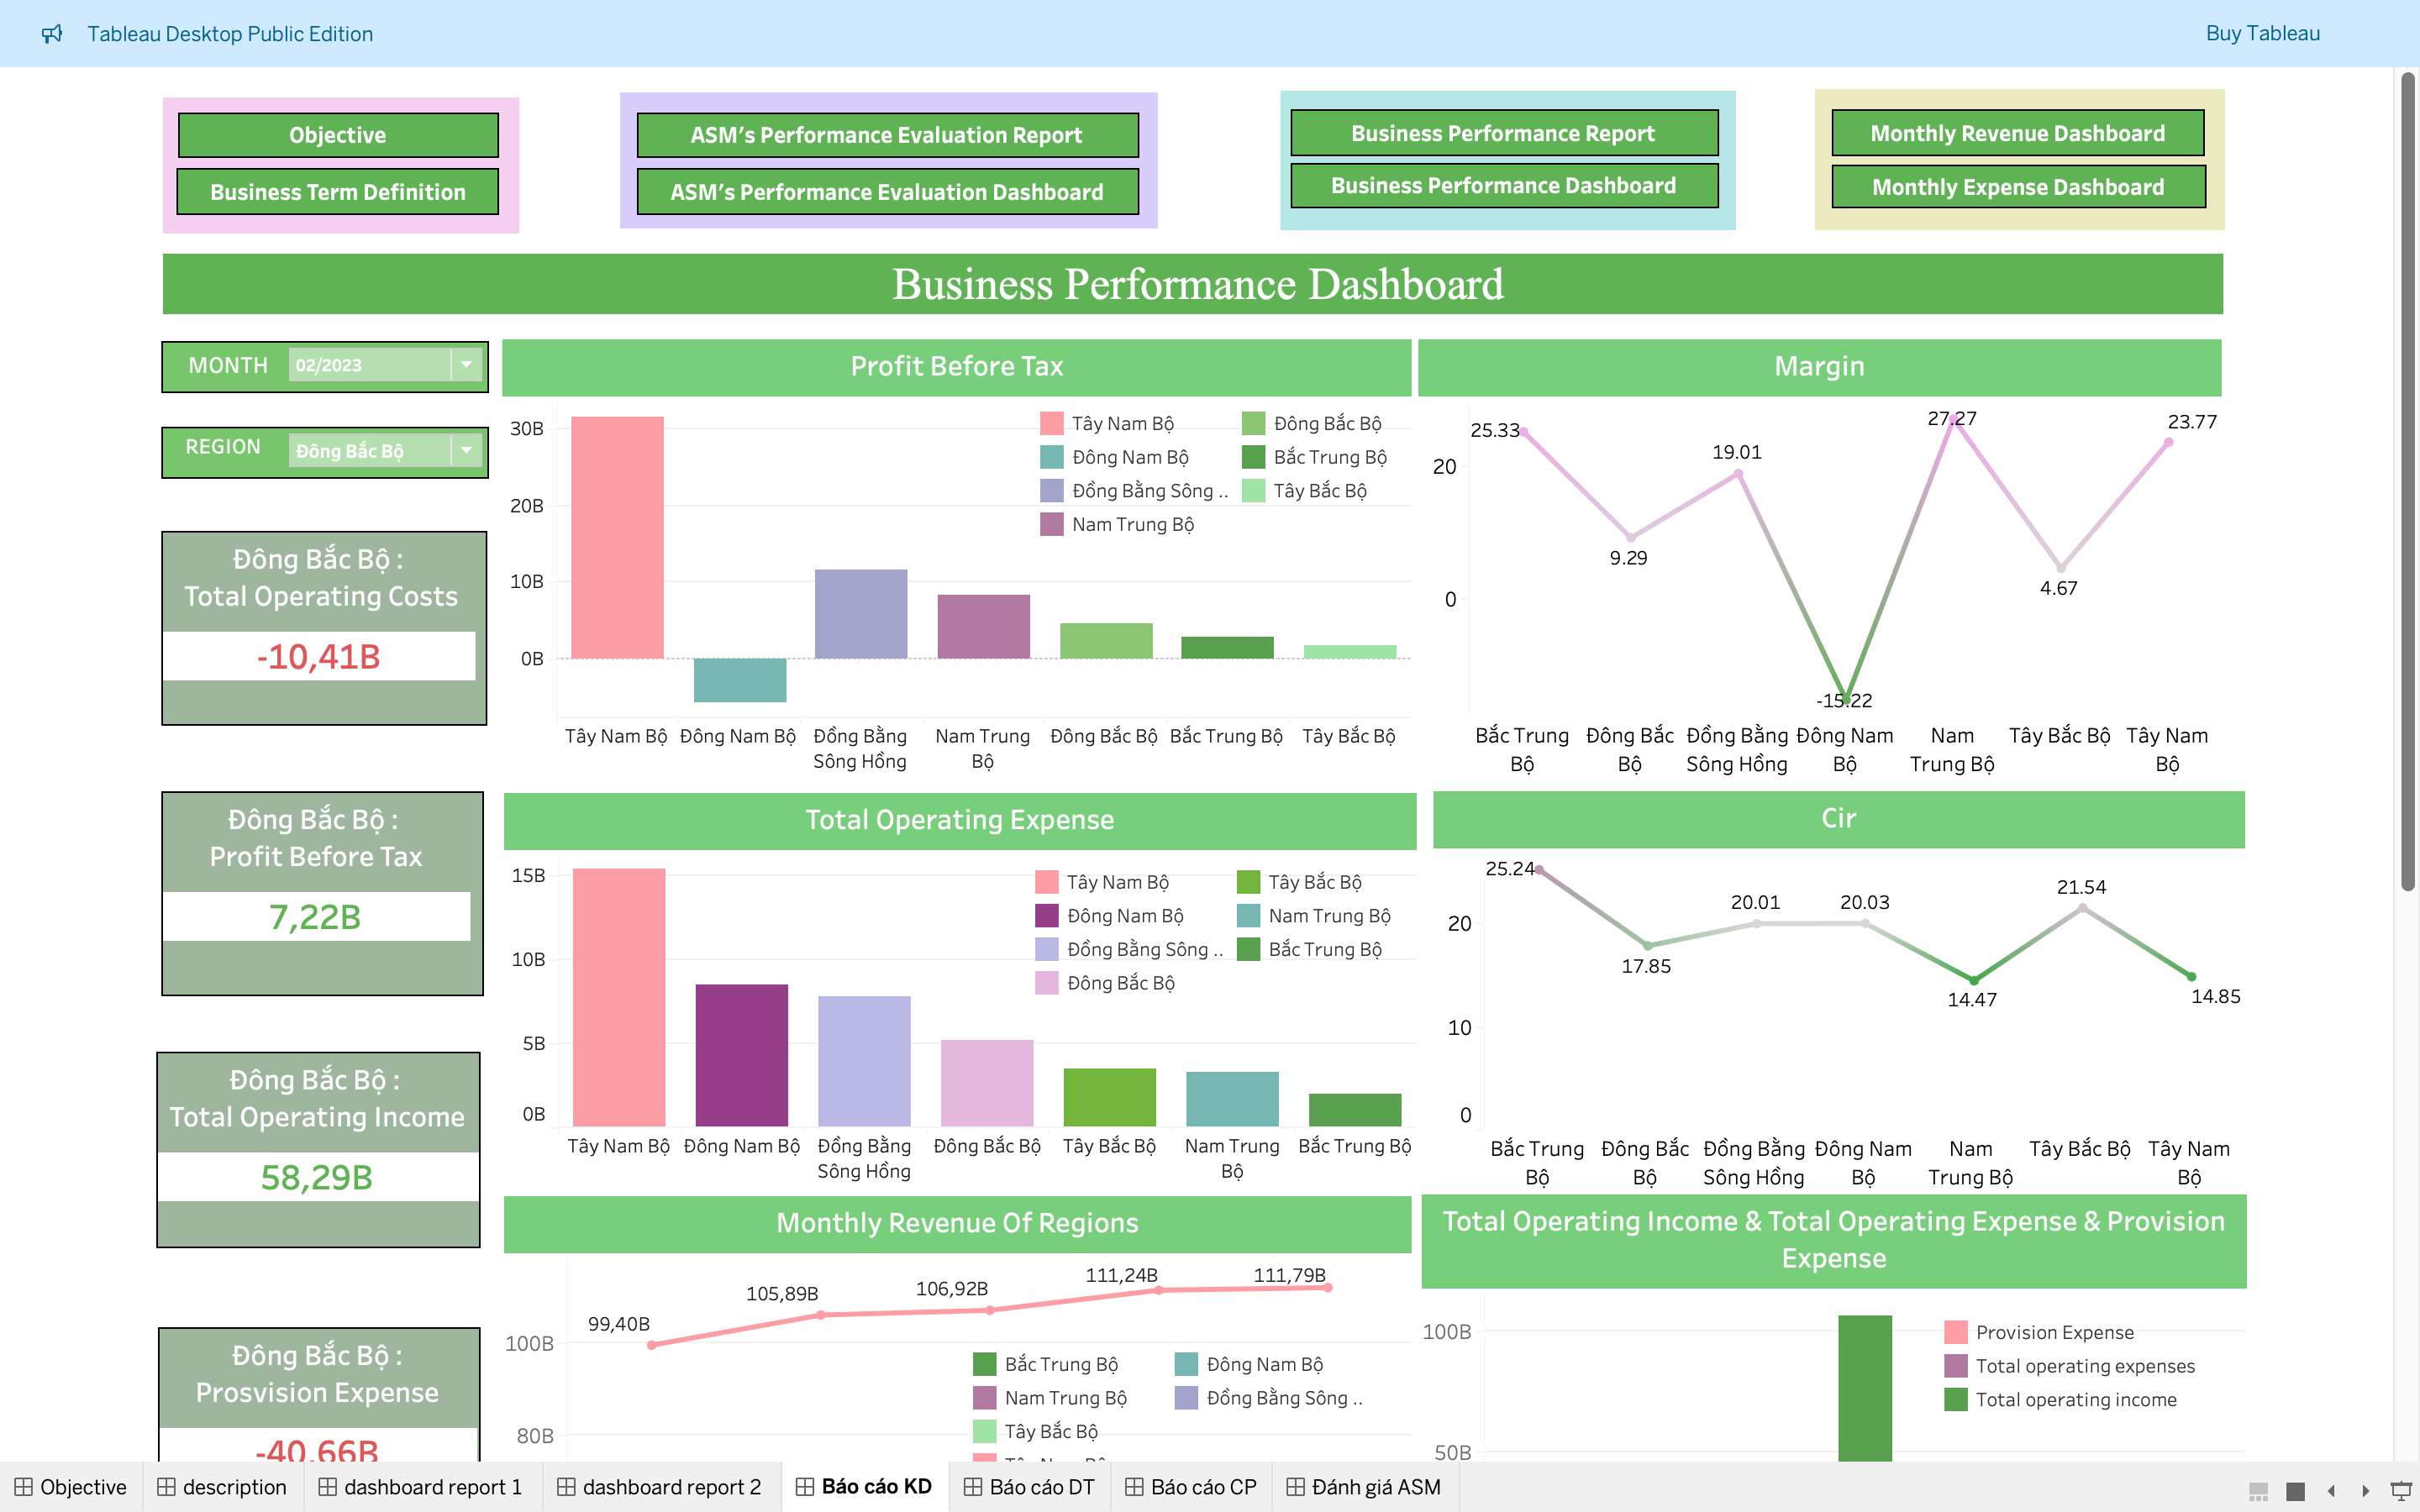 Tableau Desktop Public Edition
Buy Tableau
Objective
Business Term Definition
ASM's Performance Evaluation Report
ASM's Performance Evaluation Dashboard
Business Performance Report
Business Performance Dashboard
Monthly Revenue Dashboard
Monthly Expense Dashboard
Business Performance Dashboard
MONTH 02/2023
REGION Đông Bắc Bộ
Đông Bắc Bộ :
Total Operating Costs
-10,41B
Đông Bắc Bộ :
Profit Before Tax
7,22B
Đông Bắc Bộ :
Total Operating Income
58,29B
Đông Bắc Bộ :
Prosvision Expense
-40,66B
Profit Before Tax
30B
20B
10B
0B
Tây Nam Bộ
Đông Nam Bộ
Đồng Bằng Sông ..
Nam Trung Bộ
Đông Bắc Bộ
Bắc Trung Bộ
Tây Bắc Bộ
Tây Nam Bộ
Đông Nam Bộ
Đồng Bằng
Sông Hồng
Nam Trung
Bộ
Đông Bắc Bộ
Bắc Trung Bộ
Tây Bắc Bộ
Margin
20
0
25.33
9.29
19.01
-15.22
27.27
4.67
23.77
Bắc Trung
Bộ
Đông Bắc
Bộ
Đồng Bằng
Sông Hồng
Đông Nam
Bộ
Nam
Trung Bộ
Tây Bắc Bộ
Tây Nam
Bộ
Total Operating Expense
15B
10B
5B
0B
Tây Nam Bộ
Đông Nam Bộ
Đồng Bằng Sông ..
Đông Bắc Bộ
Tây Bắc Bộ
Nam Trung Bộ
Bắc Trung Bộ
Tây Nam Bộ
Đông Nam Bộ
Đồng Bằng
Sông Hồng
Đông Bắc Bộ
Tây Bắc Bộ
Nam Trung
Bộ
Bắc Trung Bộ
Cir
20
10
0
25.24
17.85
20.01
20.03
14.47
21.54
14.85
Bắc Trung
Bộ
Đông Bắc
Bộ
Đồng Bằng
Sông Hồng
Đông Nam
Bộ
Nam
Trung Bộ
Tây Bắc Bộ
Tây Nam
Bộ
Monthly Revenue Of Regions
100B
80B
99,40B
105,89B
106,92B
111,24B
111,79B
Bắc Trung Bộ
Nam Trung Bộ
Tây Bắc Bộ
Tây Nam Bộ
Đông Nam Bộ
Đồng Bằng Sông ..
Total Operating Income & Total Operating Expense & Provision
Expense
100B
50B
Provision Expense
Total operating expenses
Total operating income
Objective
description
dashboard report 1
dashboard report 2
Báo cáo KD
Báo cáo DT
Báo cáo CP
Đánh giá ASM